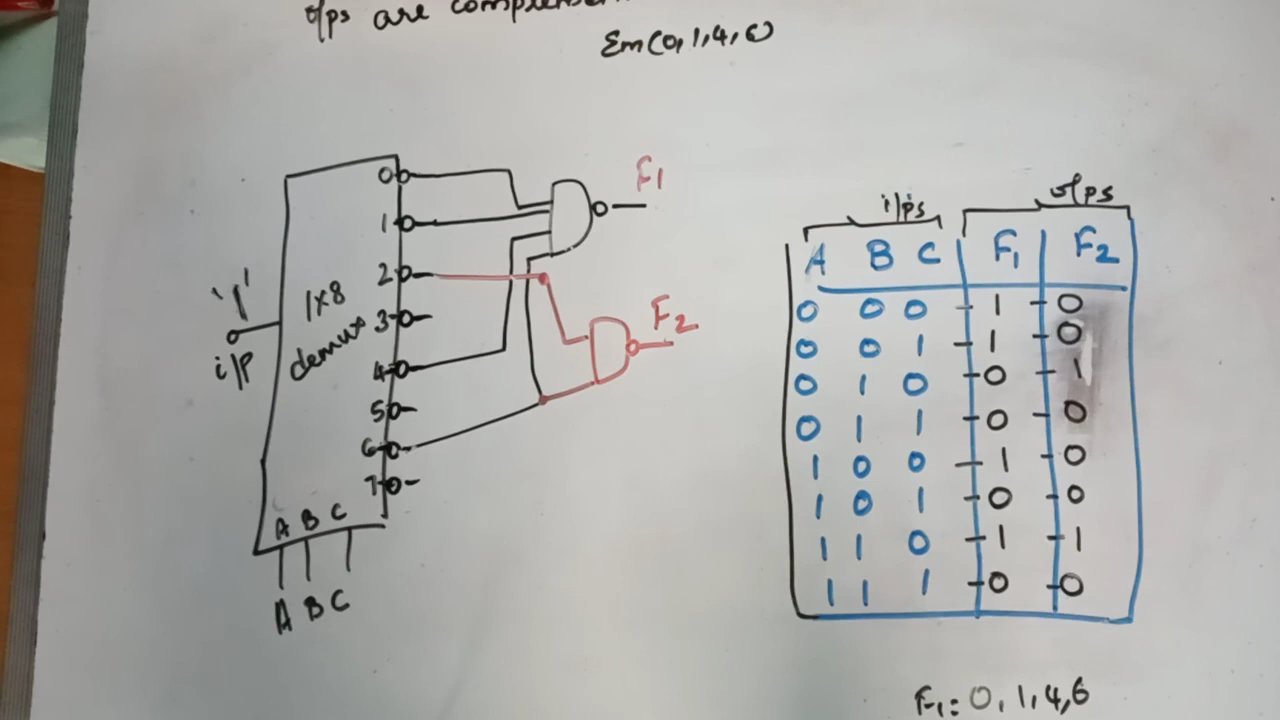 o/ps are
Σm(0,1,4,6)
F1
0
1
2
3
4
5
6
7
'1'
i/p
1x8
demux
F2
A B C
A B C
i/ps o/ps
A B C F1 F2
0 0 0 1 0
0 0 1 1 0
0 1 0 0 1
0 1 1 0 0
1 0 0 1 0
1 0 1 0 0
1 1 0 1 1
1 1 1 0 0
F1: 0, 1, 4, 6